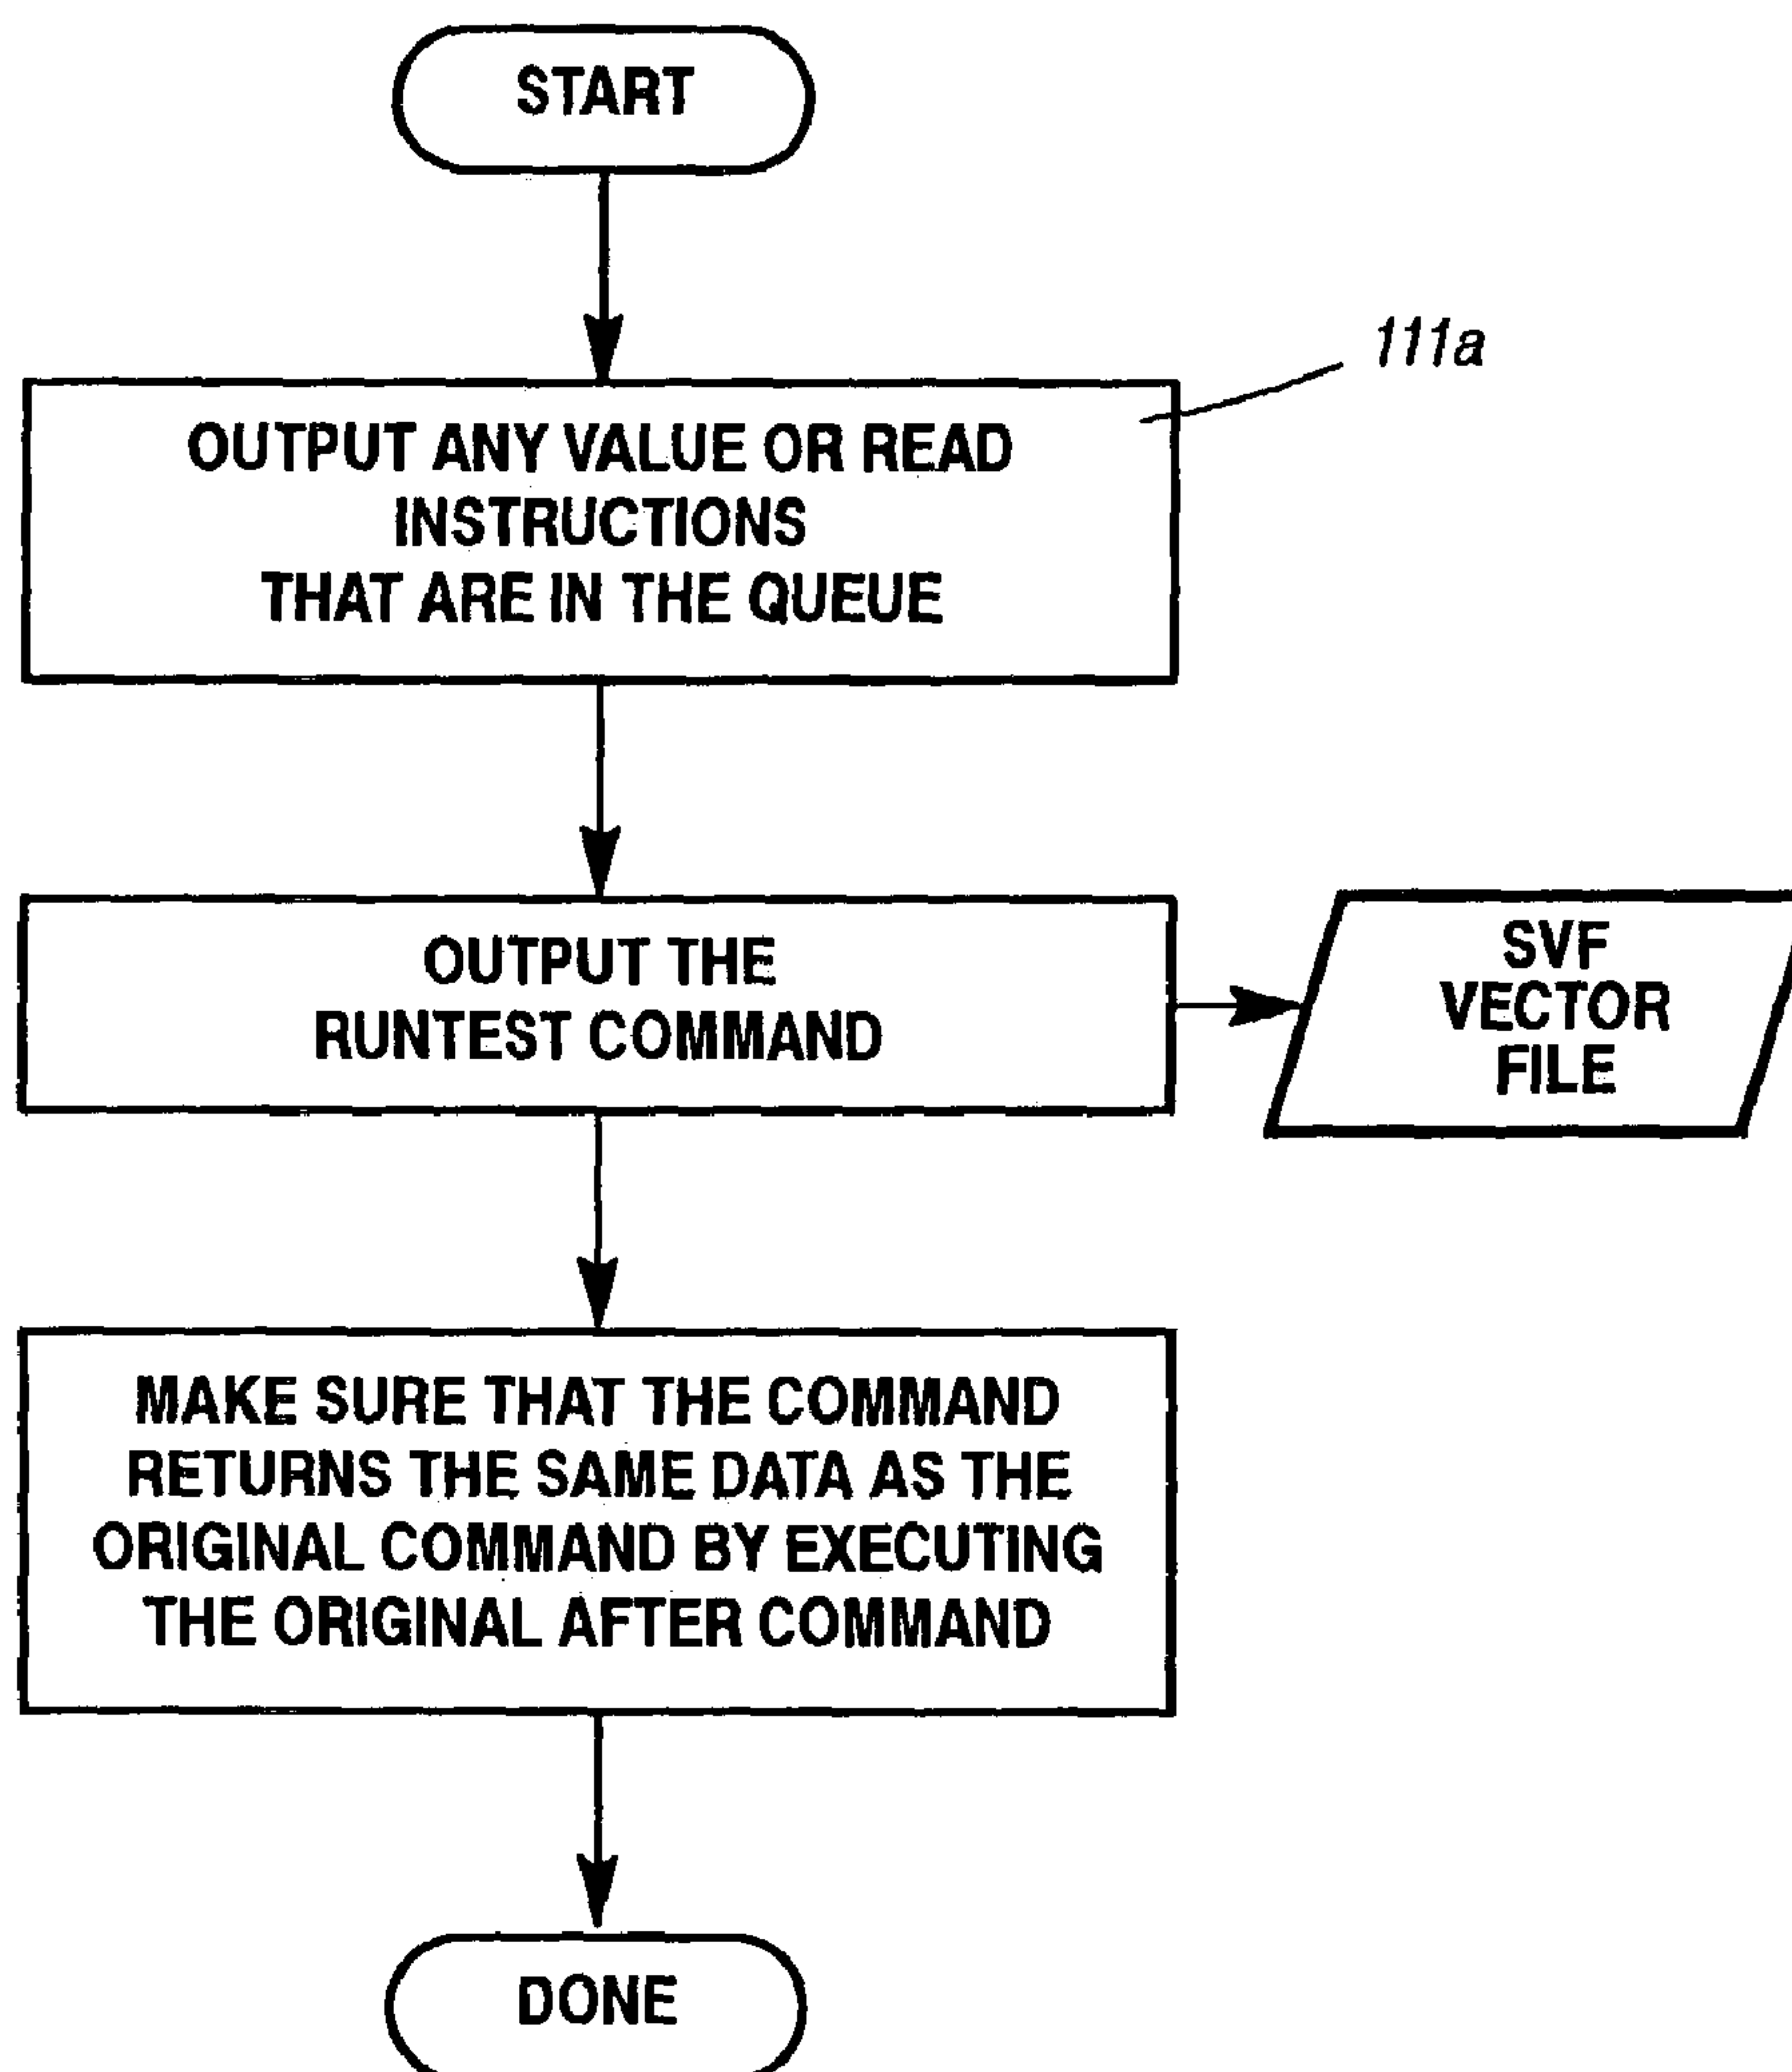 START
111a
OUTPUT ANY VALUE OR READ
INSTRUCTIONS
THAT ARE IN THE QUEUE
OUTPUT THE
RUNTEST COMMAND
SVF
VECTOR
FILE
MAKE SURE THAT THE COMMAND
RETURNS THE SAME DATA AS THE
ORIGINAL COMMAND BY EXECUTING
THE ORIGINAL AFTER COMMAND
DONE